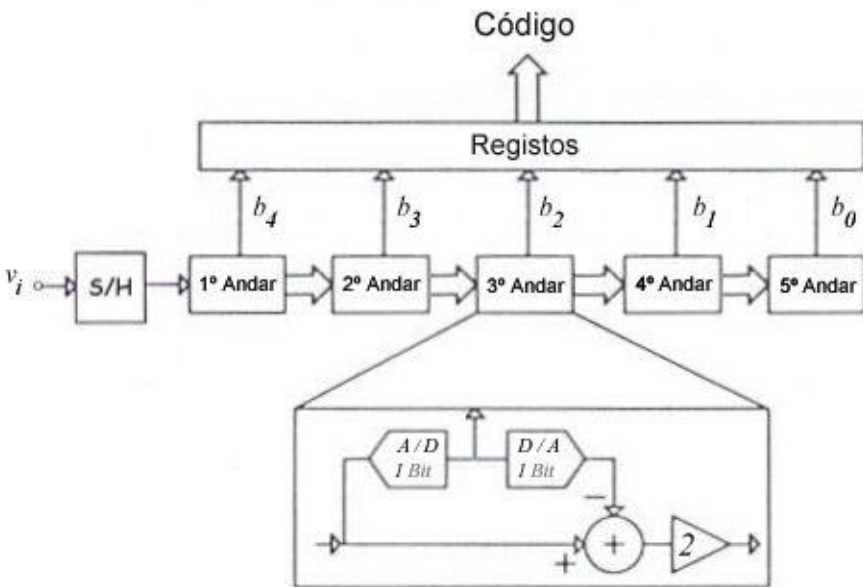 Código
Registos
b4 b3 b2 b1 b0
vi S/H 1º Andar 2º Andar 3º Andar 4º Andar 5º Andar
A/D D/A
1 Bit 1 Bit
−
+ + 2